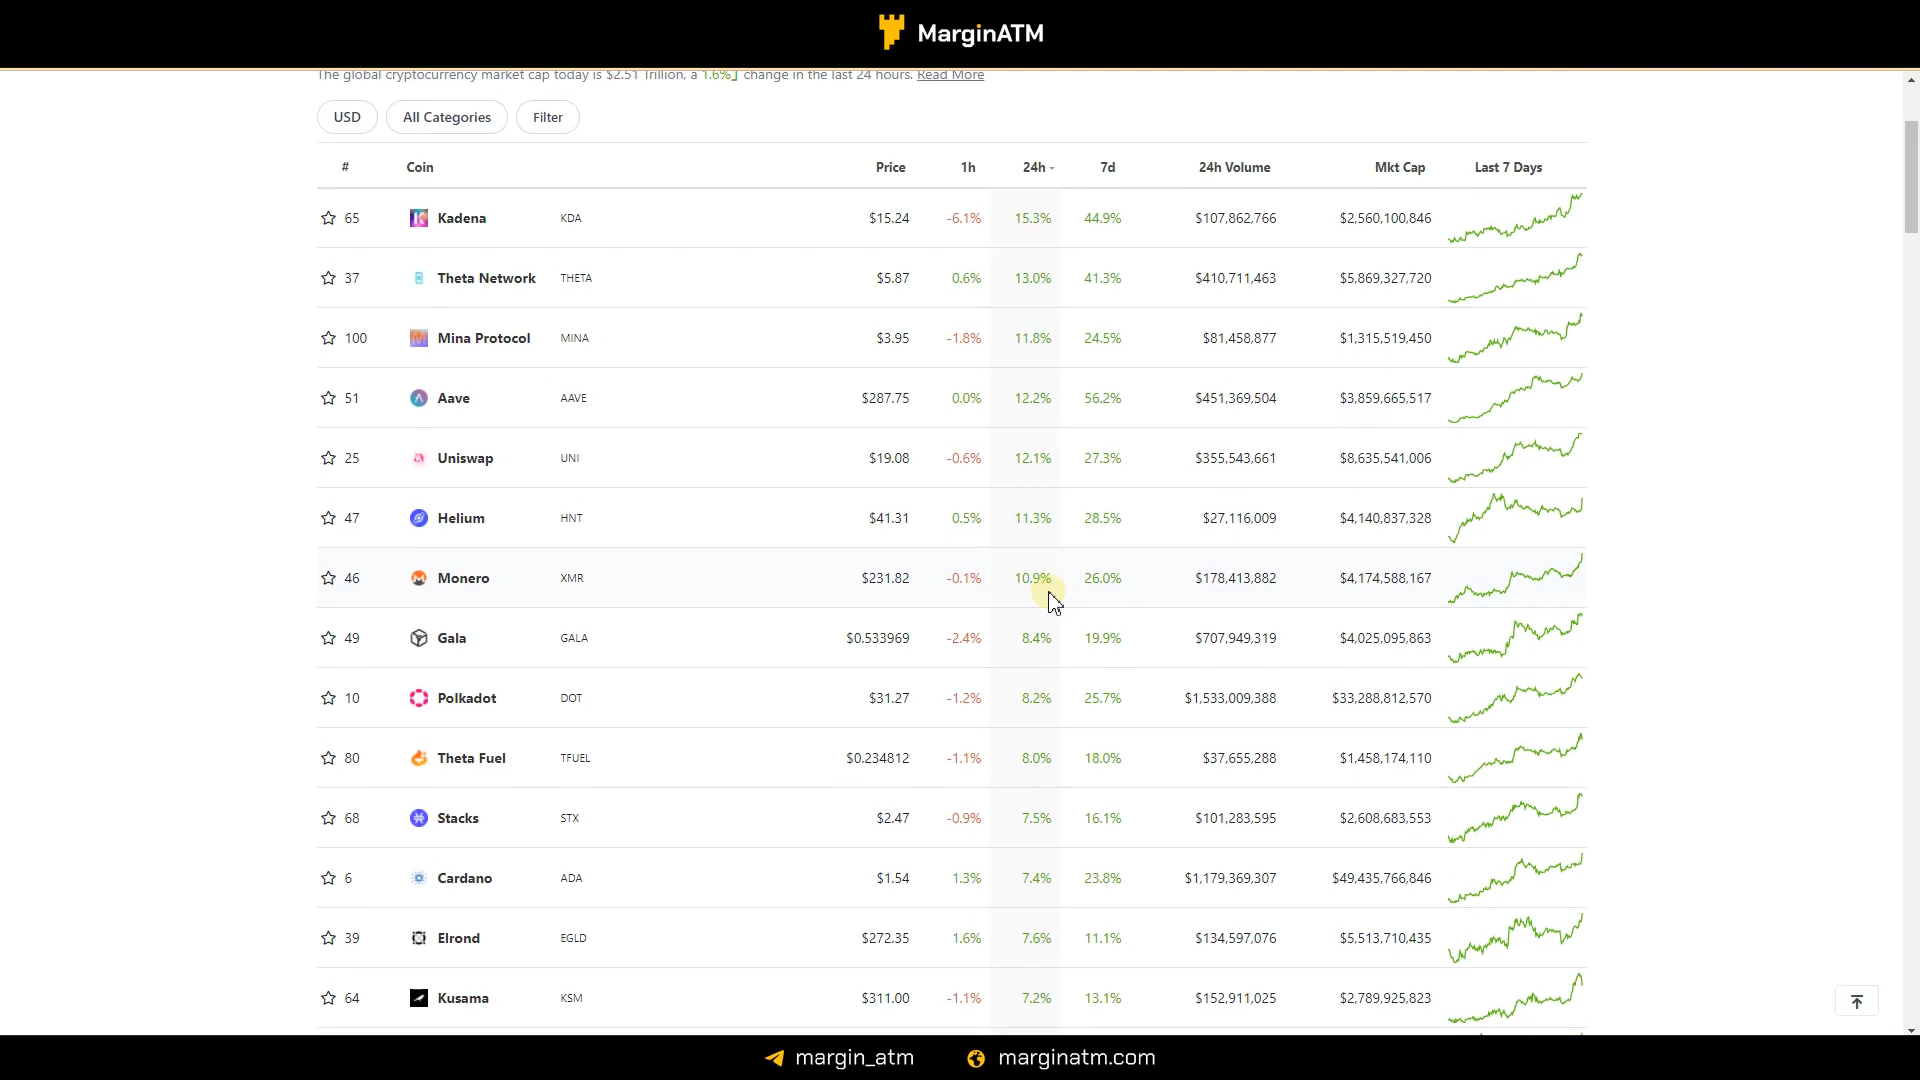 MarginATM
The global cryptocurrency market cap today is $2.51 Trillion, a 1.6% change in the last 24 hours. Read More
USD All Categories Filter
# Coin Price 1h 24h 7d 24h Volume Mkt Cap Last 7 Days
65 Kadena KDA $15.24 -6.1% 15.3% 44.9% $107,862,766 $2,560,100,846
37 Theta Network THETA $5.87 0.6% 13.0% 41.3% $410,711,463 $5,869,327,720
100 Mina Protocol MINA $3.95 -1.8% 11.8% 24.5% $81,458,877 $1,315,519,450
51 Aave AAVE $287.75 0.0% 12.2% 56.2% $451,369,504 $3,859,665,517
25 Uniswap UNI $19.08 -0.6% 12.1% 27.3% $355,543,661 $8,635,541,006
47 Helium HNT $41.31 0.5% 11.3% 28.5% $27,116,009 $4,140,837,328
46 Monero XMR $231.82 -0.1% 10.9% 26.0% $178,413,882 $4,174,588,167
49 Gala GALA $0.533969 -2.4% 8.4% 19.9% $707,949,319 $4,025,095,863
10 Polkadot DOT $31.27 -1.2% 8.2% 25.7% $1,533,009,388 $33,288,812,570
80 Theta Fuel TFUEL $0.234812 -1.1% 8.0% 18.0% $37,655,288 $1,458,174,110
68 Stacks STX $2.47 -0.9% 7.5% 16.1% $101,283,595 $2,608,683,553
6 Cardano ADA $1.54 1.3% 7.4% 23.8% $1,179,369,307 $49,435,766,846
39 Elrond EGLD $272.35 1.6% 7.6% 11.1% $134,597,076 $5,513,710,435
64 Kusama KSM $311.00 -1.1% 7.2% 13.1% $152,911,025 $2,789,925,823
margin_atm marginatm.com